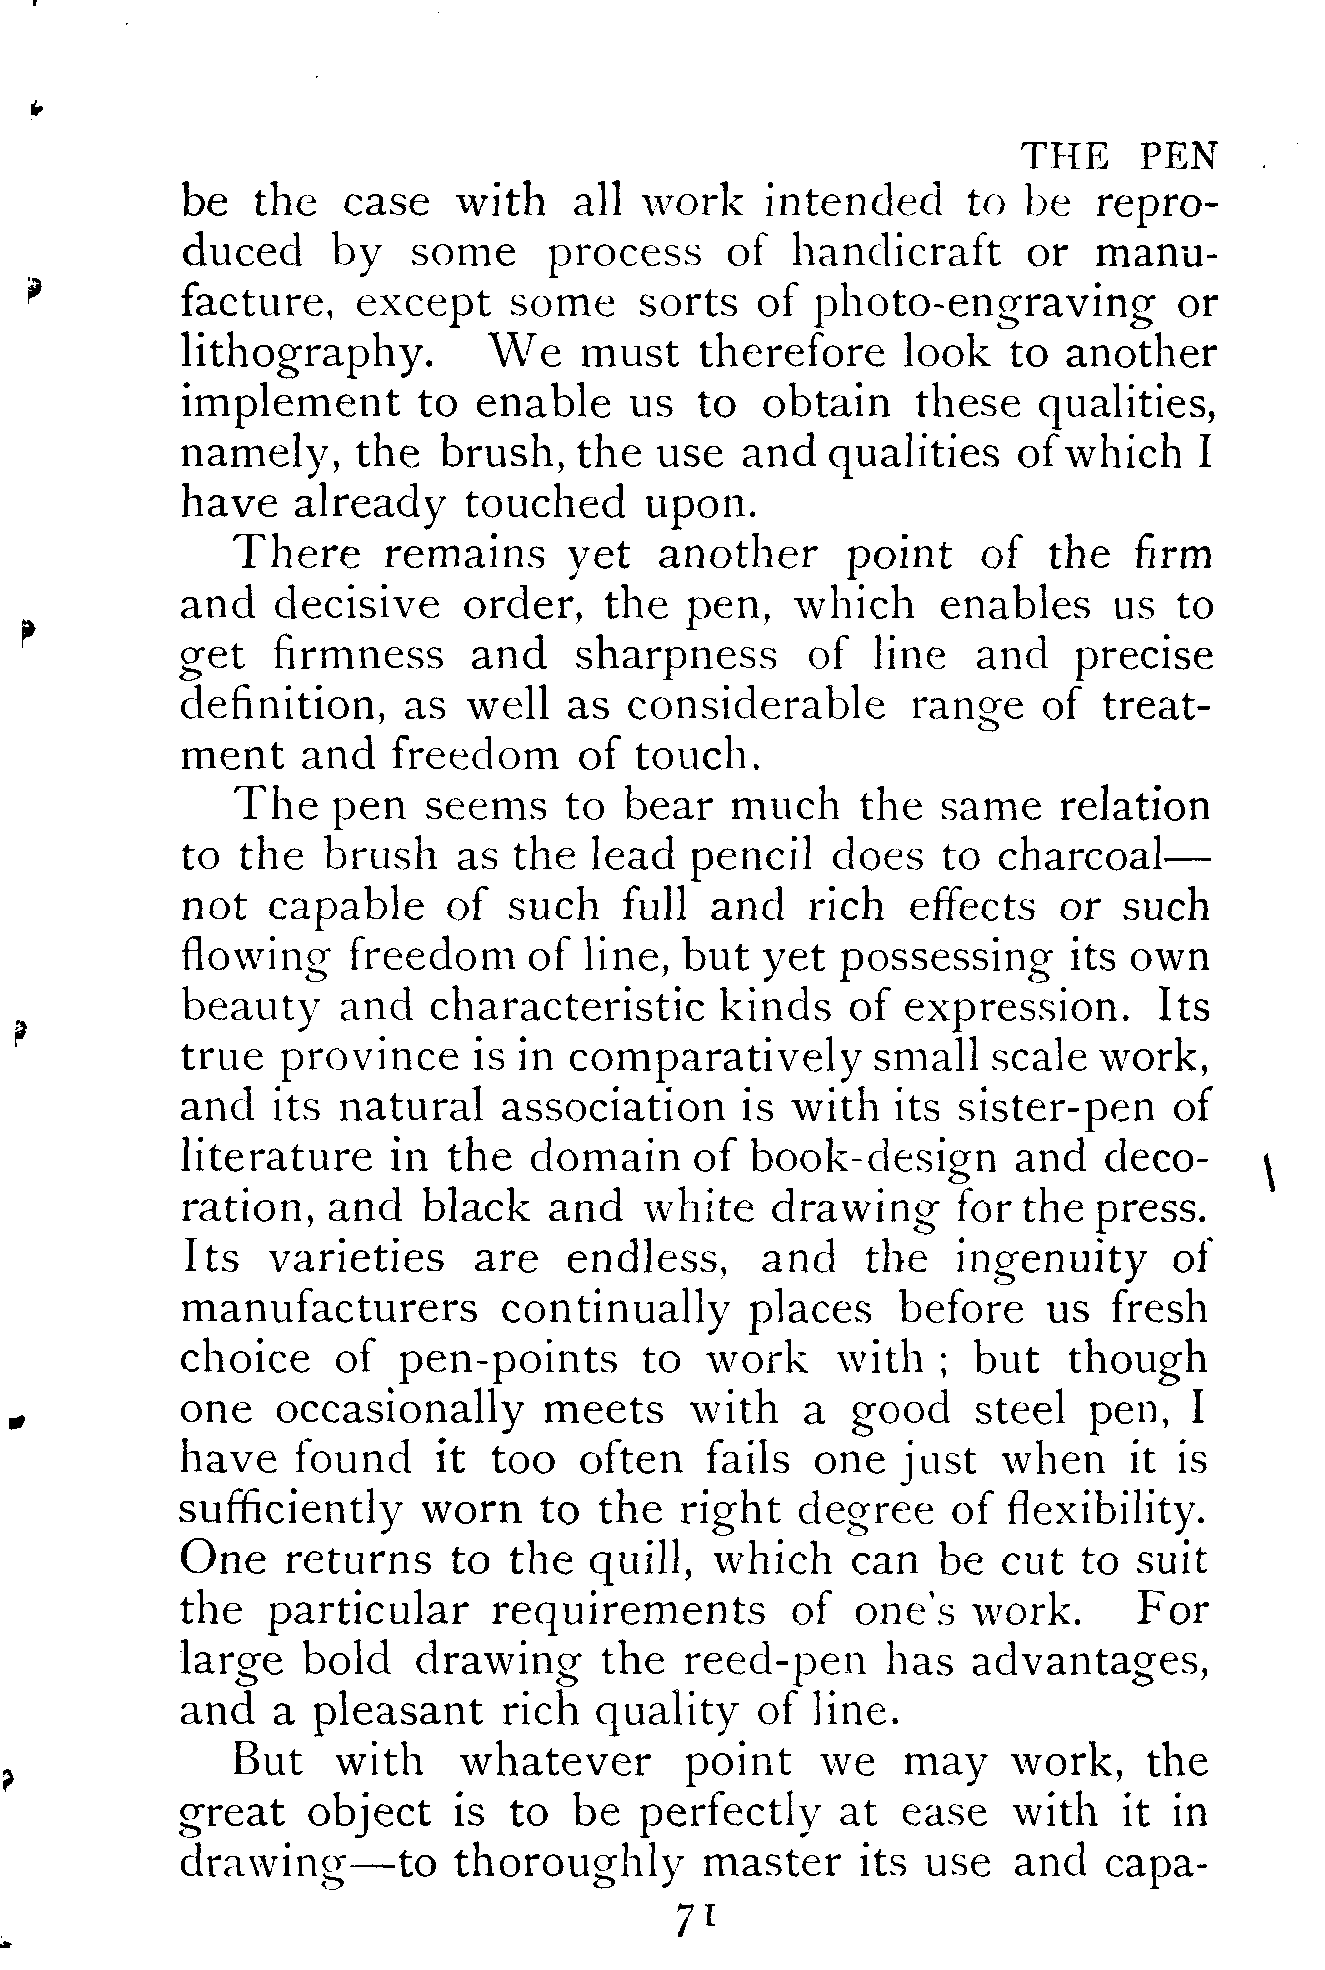 THE PEN
be the case with all work intended to be repro-
duced by some process of handicraft or manu-
facture, except some sorts of photo-engraving or
lithography. We must therefore look to another
implement to enable us to obtain these qualities,
namely, the brush, the use and qualities of which I
have already touched upon.
There remains yet another point of the firm
and decisive order, the pen, which enables us to
get firmness and sharpness of line and precise
definition, as well as considerable range of treat-
ment and freedom of touch.
The pen seems to bear much the same relation
to the brush as the lead pencil does to charcoal—
not capable of such full and rich effects or such
flowing freedom of line, but yet possessing its own
beauty and characteristic kinds of expression. Its
true province is in comparatively small scale work,
and its natural association is with its sister-pen of
literature in the domain of book-design and deco-
ration, and black and white drawing for the press.
Its varieties are endless, and the ingenuity of
manufacturers continually places before us fresh
choice of pen-points to work with ; but though
one occasionally meets with a good steel pen, I
have found it too often fails one just when it is
sufficiently worn to the right degree of flexibility.
One returns to the quill, which can be cut to suit
the particular requirements of one's work. For
large bold drawing the reed-pen has advantages,
and a pleasant rich quality of line.
But with whatever point we may work, the
great object is to be perfectly at ease with it in
drawing—to thoroughly master its use and capa-
71